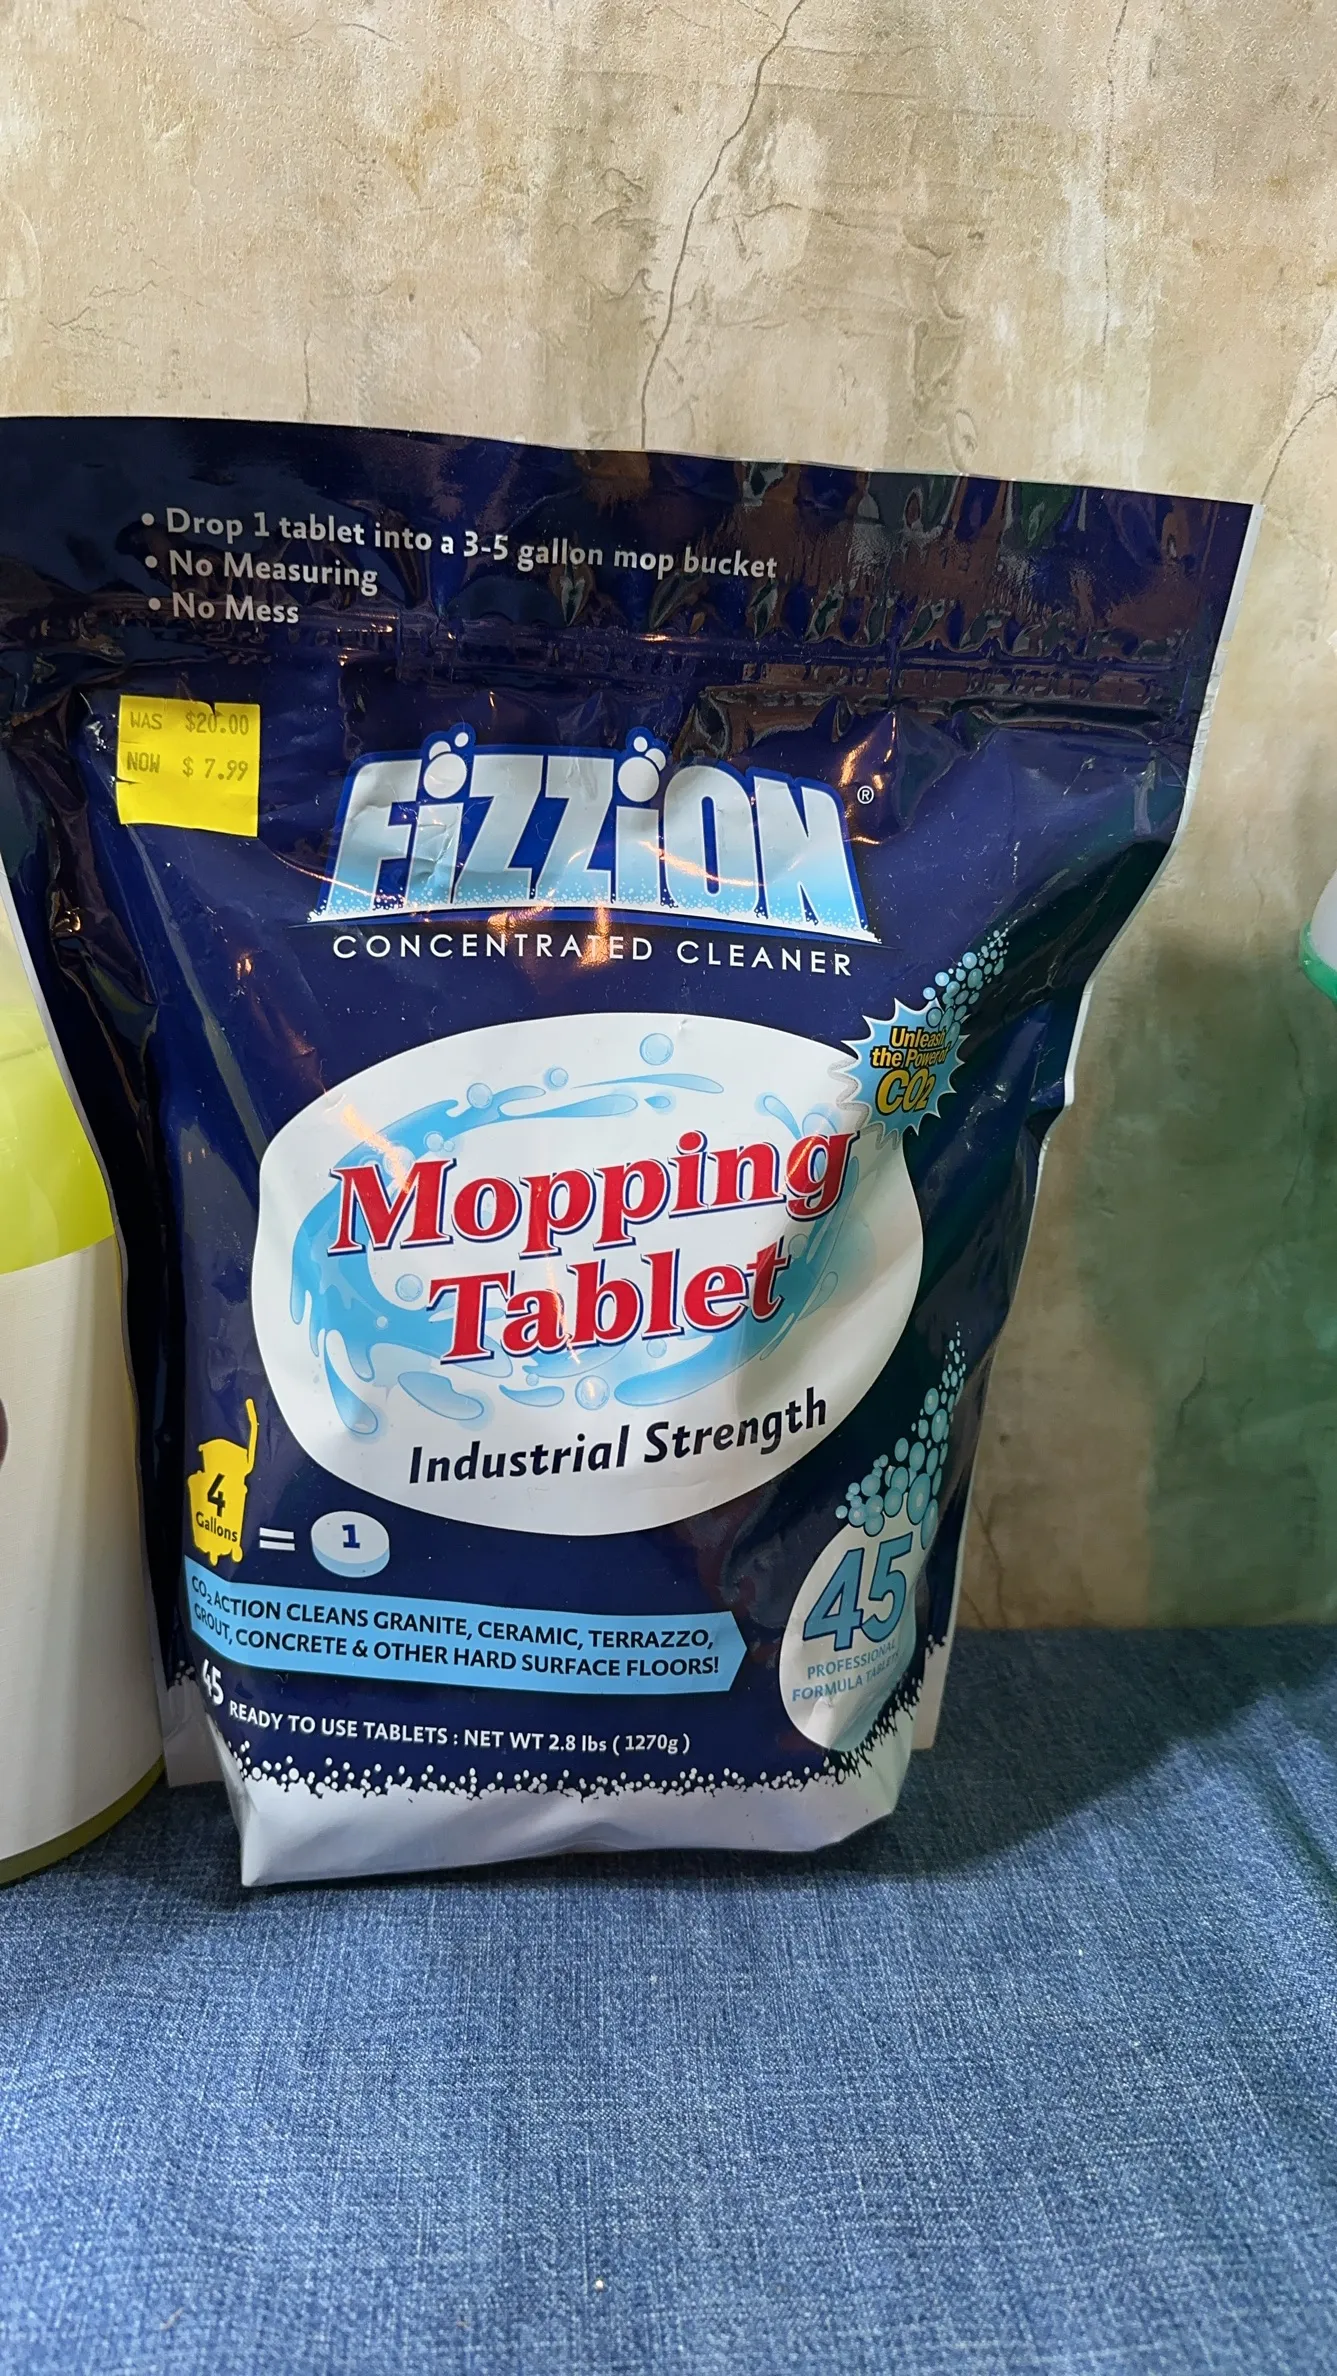 • Drop 1 tablet into a 3-5 gallon mop bucket
• No Measuring
• No Mess
WAS $20.00
NOW $ 7.99
FiZZiON®
CONCENTRATED CLEANER
Unleash
the Power of
CO2
Mopping
Tablet
Industrial Strength
4
Gallons
= 1
CO₂ ACTION CLEANS GRANITE, CERAMIC, TERRAZZO,
GROUT, CONCRETE & OTHER HARD SURFACE FLOORS!
45
PROFESSIONAL
FORMULA TABLETS
45 READY TO USE TABLETS : NET WT 2.8 lbs ( 1270g )